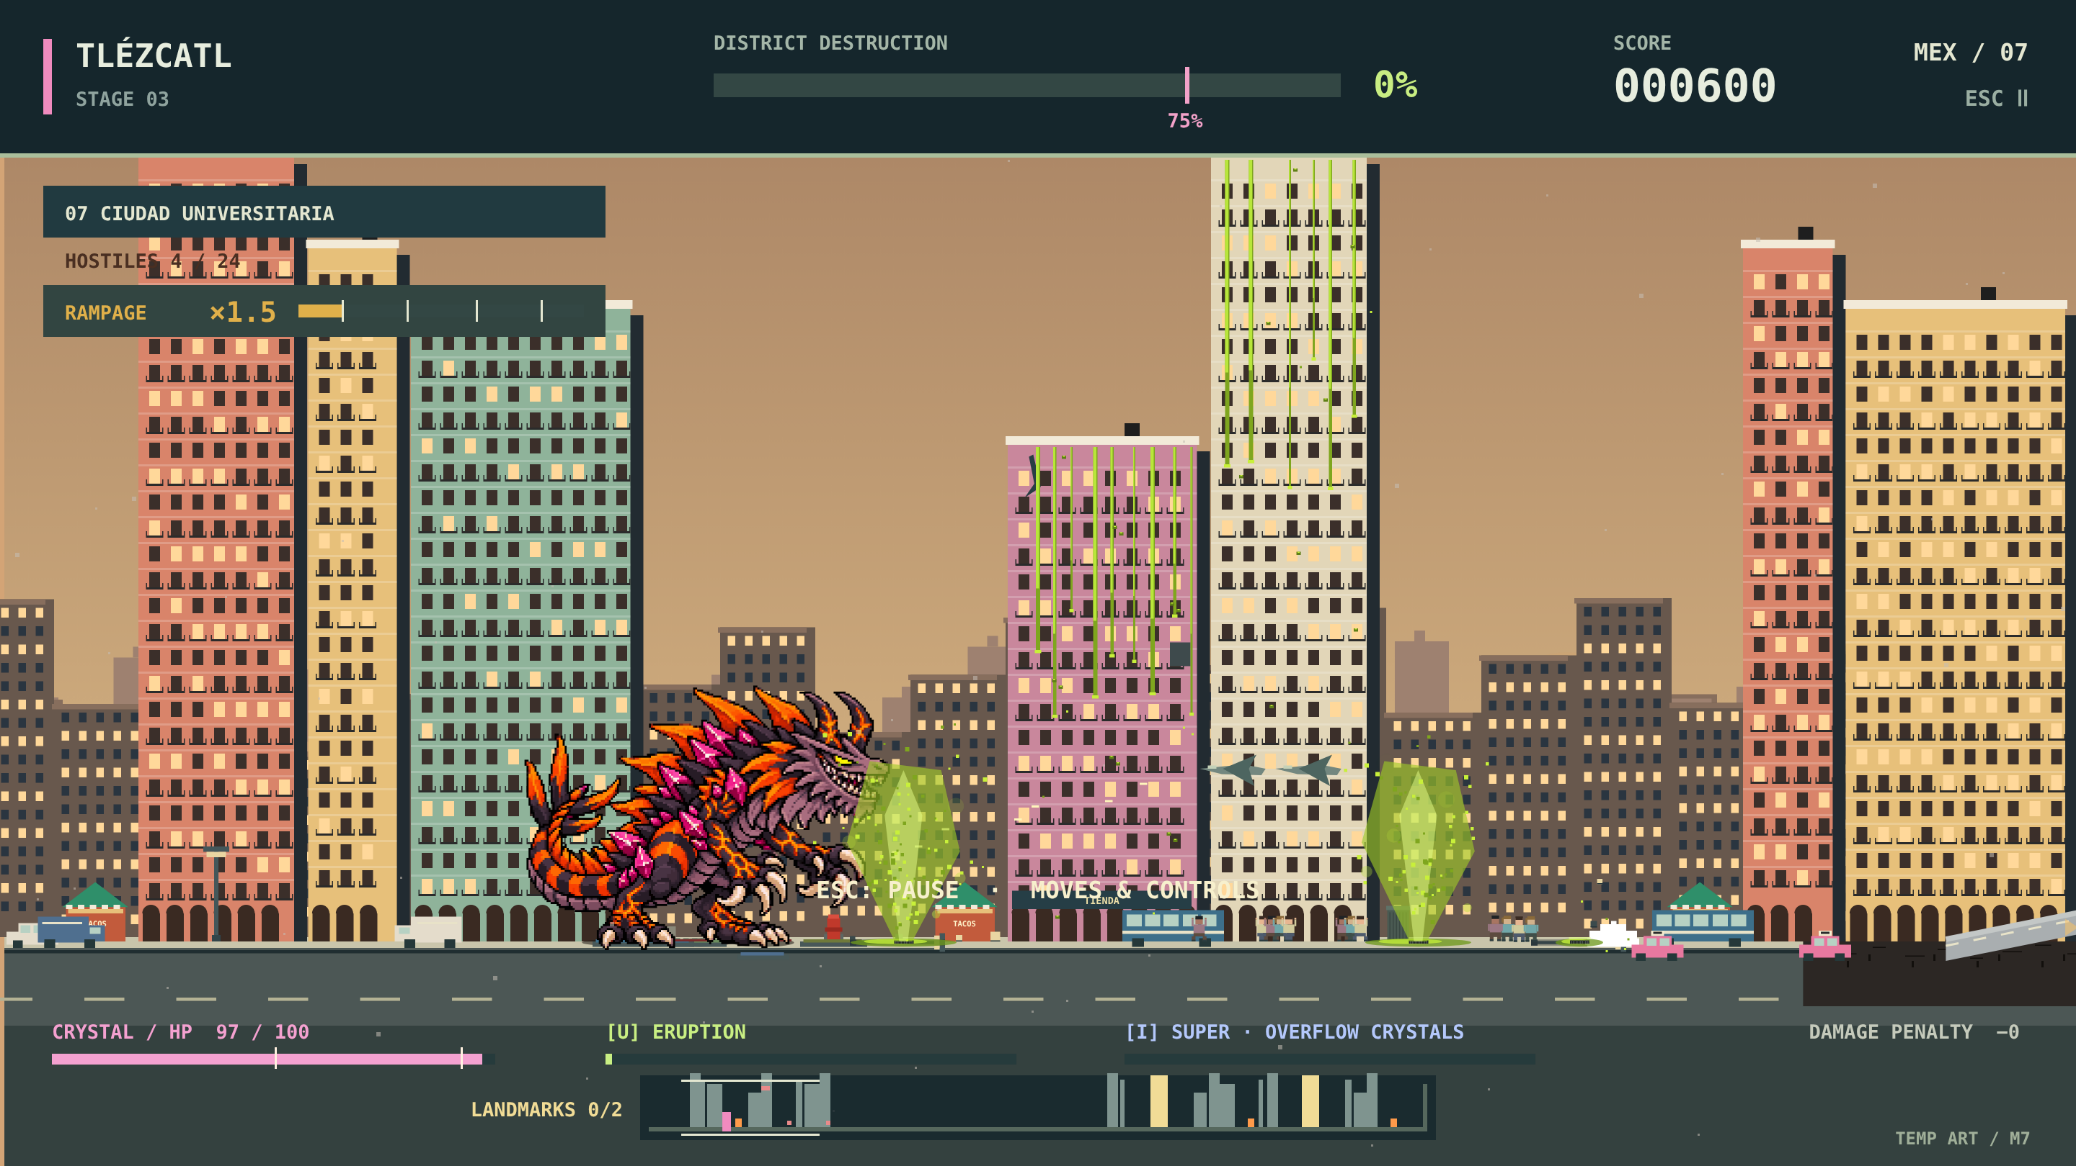 TLÉZCATL
STAGE 03
DISTRICT DESTRUCTION
0%
75%
SCORE
000600
MEX / 07
ESC II
07 CIUDAD UNIVERSITARIA
HOSTILES 4 / 24
RAMPAGE ×1.5
ESC: PAUSE · MOVES & CONTROLS
TIENDA
ACOS
TACOS
CRYSTAL / HP 97 / 100
[U] ERUPTION
[I] SUPER · OVERFLOW CRYSTALS
DAMAGE PENALTY −0
LANDMARKS 0/2
TEMP ART / M7